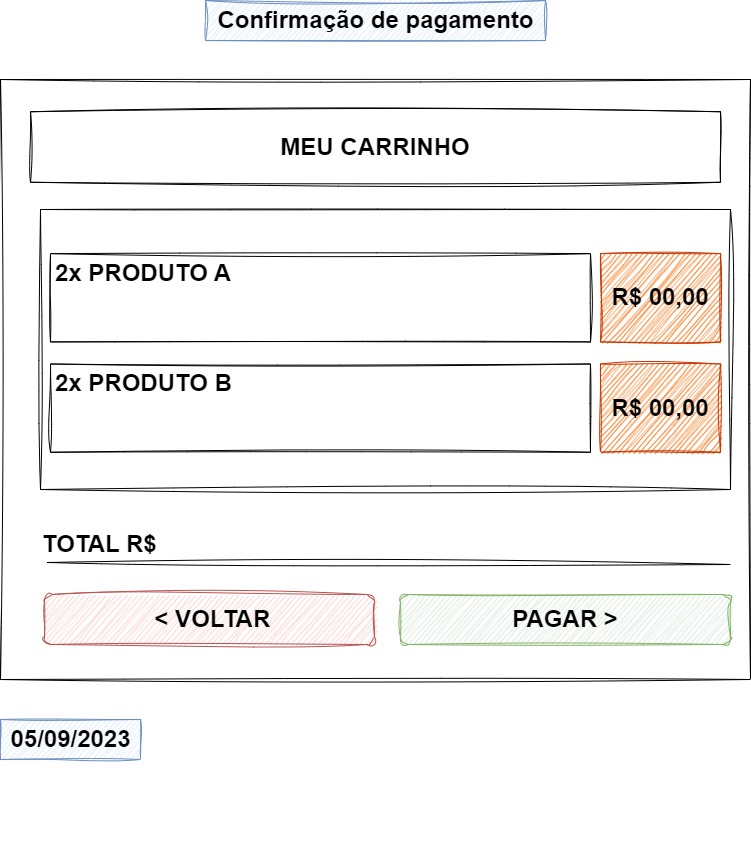 Confirmação de pagamento
MEU CARRINHO
2x PRODUTO A
R$ 00,00
2x PRODUTO B
R$ 00,00
TOTAL R$
< VOLTAR
PAGAR >
05/09/2023